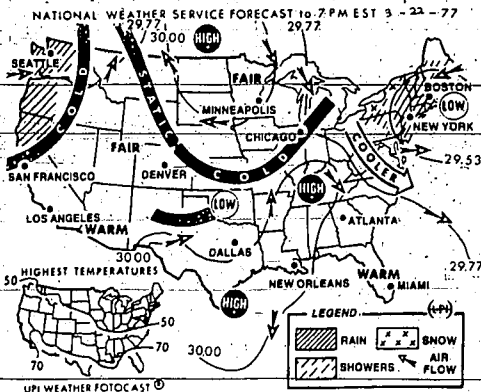 NATIONAL WEATHER SERVICE FORECAST to 7 PM EST 3 - 22 - 77
29.77
30.00
29.77
HIGH
SEATTLE
COLD
STATIC
FAIR
MINNEAPOLIS
BOSTON
LOW
NEW YORK
CHICAGO
FAIR
DENVER
COLD
COOLER
29.53
SAN FRANCISCO
HIGH
LOW
LOS ANGELES
WARM
ATLANTA
DALLAS
30.00
29.77
HIGHEST TEMPERATURES
50
NEW ORLEANS
WARM
MIAMI
HIGH
50
70
70
30.00
LEGEND
UPI
RAIN
SNOW
SHOWERS
AIR
FLOW
UPI WEATHER FOTOCAST ©